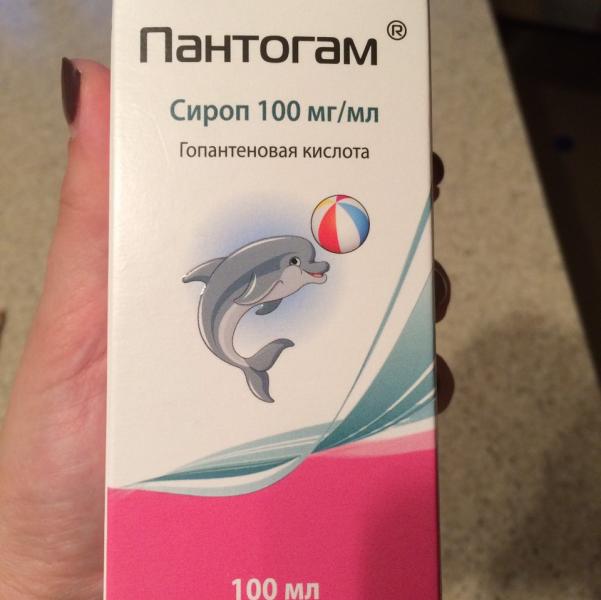 Пантогам ®
Сироп 100 мг/мл
Гопантеновая кислота
100 мл